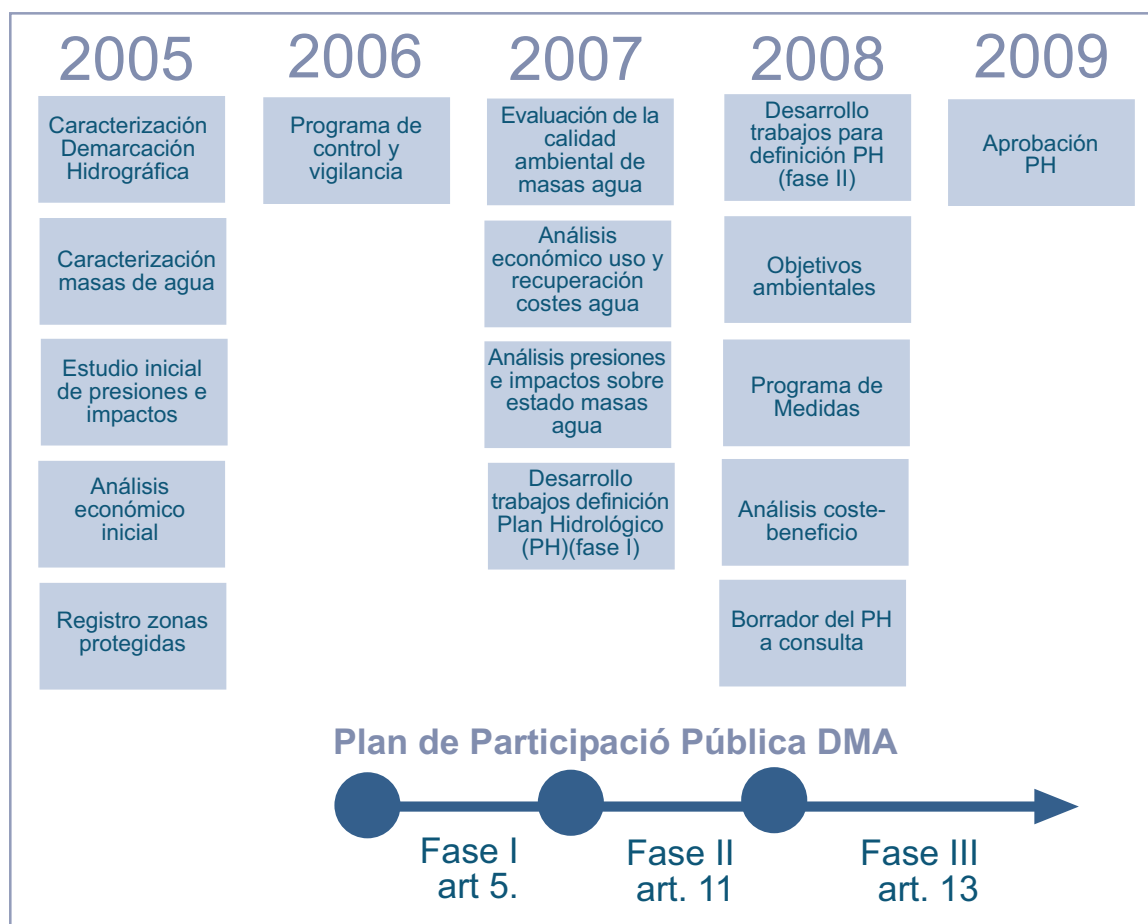 2005
Caracterización
Demarcación
Hidrográfica
Caracterización
masas de agua
Estudio inicial
de presiones e
impactos
Análisis
económico
inicial
Registro zonas
protegidas
2006
Programa de
control y
vigilancia
2007
Evaluación de la
calidad
ambiental de
masas agua
Análisis
económico uso y
recuperación
costes agua
Análisis presiones
e impactos sobre
estado masas
agua
Desarrollo
trabajos definición
Plan Hidrológico
(PH)(fase I)
2008
Desarrollo
trabajos para
definición PH
(fase II)
Objetivos
ambientales
Programa de
Medidas
Análisis coste-
beneficio
Borrador del PH
a consulta
2009
Aprobación
PH
Plan de Participació Pública DMA
Fase I
art 5.
Fase II
art. 11
Fase III
art. 13